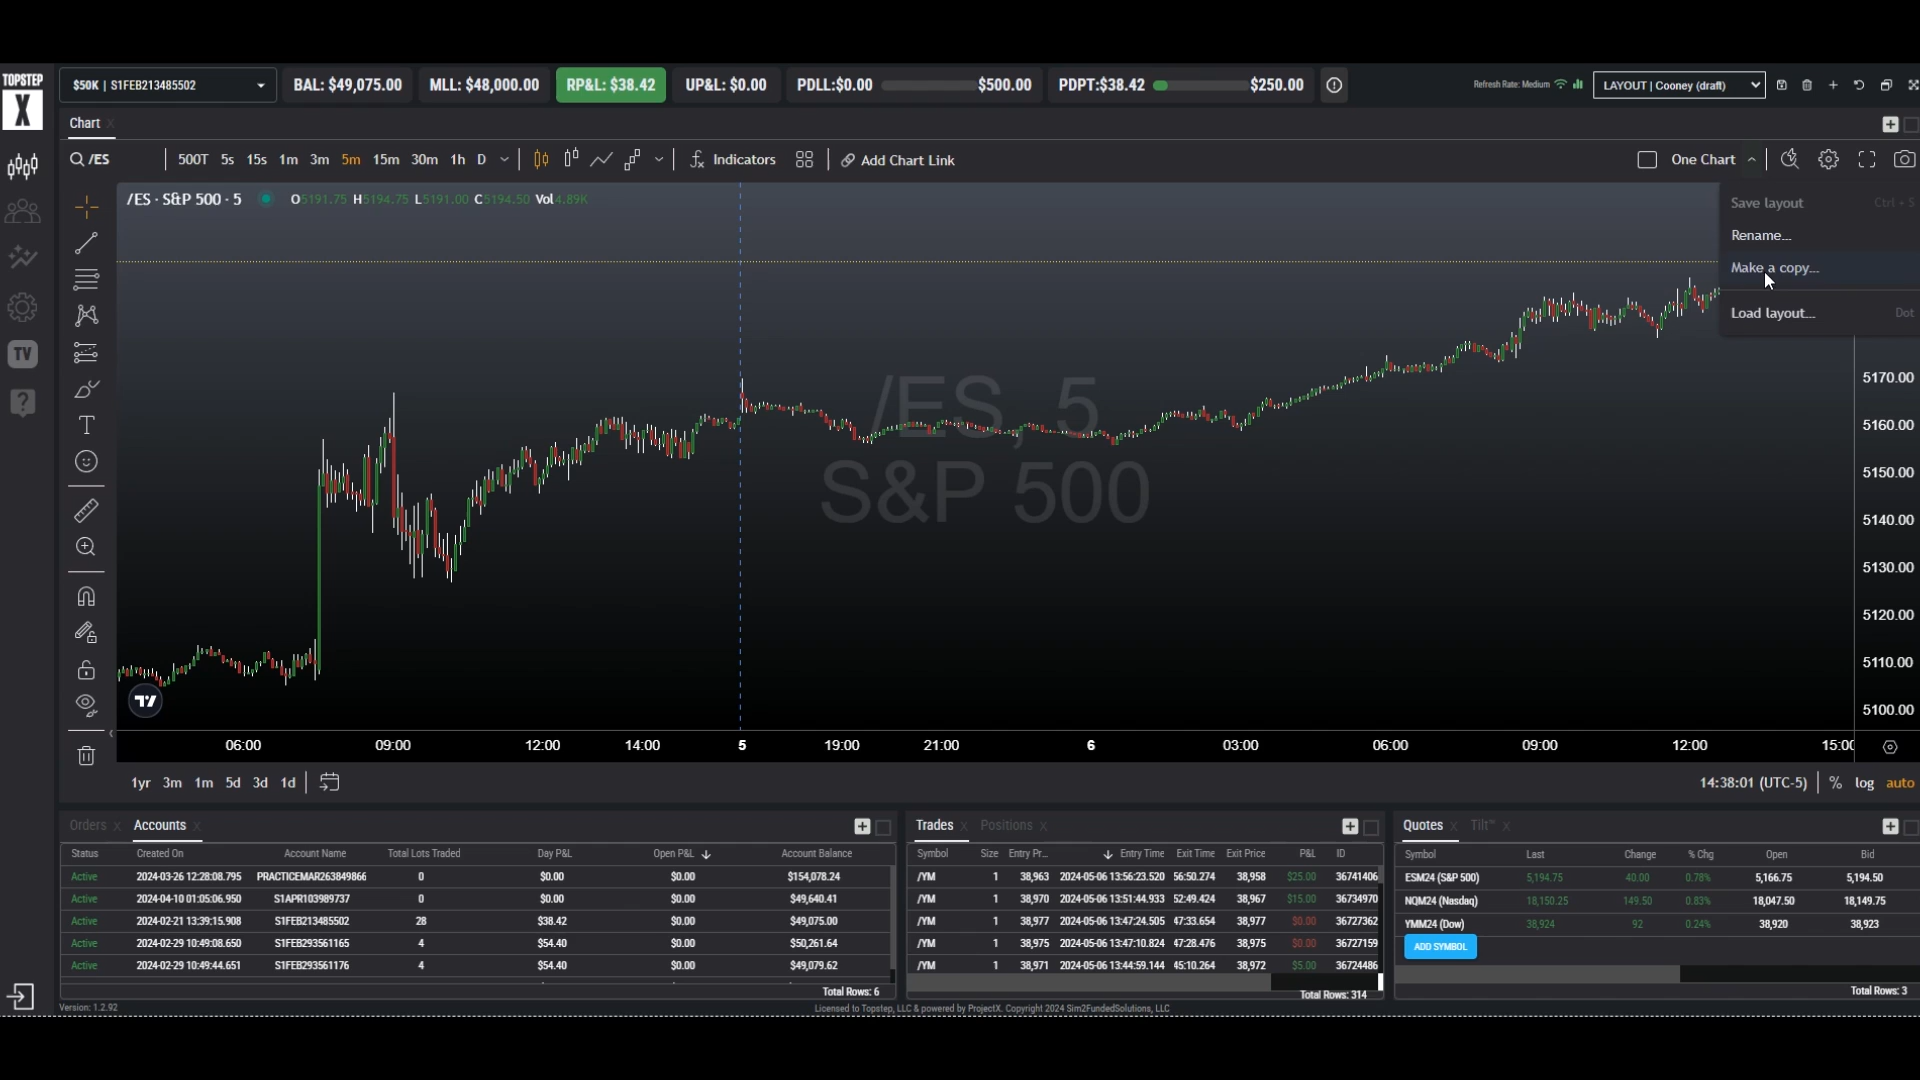 TOPSTEP
X
$50K | S1FEB213485502
BAL: $49,075.00
MLL: $48,000.00
RP&L: $38.42
UP&L: $0.00
PDLL:$0.00
$500.00
PDPT:$38.42
$250.00
Refresh Rate: Medium
LAYOUT | Cooney (draft)
Chart x
/ES
500T 5s 15s 1m 3m 5m 15m 30m 1h D
Indicators
Add Chart Link
One Chart
/ES · S&P 500 · 5
O5191.75 H5194.75 L5191.00 C5194.50 Vol4.89K
Save layout Ctrl + S
Rename...
Make a copy...
Load layout... Dot
/ES, 5
S&P 500
TV
5170.00
5160.00
5150.00
5140.00
5130.00
5120.00
5110.00
5100.00
06:00 09:00 12:00 14:00 5 19:00 21:00 6 03:00 06:00 09:00 12:00 15:00
1yr 3m 1m 5d 3d 1d
14:38:01 (UTC-5) % log auto
Orders x Accounts x
Status Created On Account Name Total Lots Traded Day P&L Open P&L Account Balance
Active 2024-03-26 12:28:08.795 PRACTICEMAR263849866 0 $0.00 $0.00 $154,078.24
Active 2024-04-10 01:05:06.950 S1APR103989737 0 $0.00 $0.00 $49,640.41
Active 2024-02-21 13:39:15.908 S1FEB213485502 28 $38.42 $0.00 $49,075.00
Active 2024-02-29 10:49:08.650 S1FEB293561165 4 $54.40 $0.00 $50,261.64
Active 2024-02-29 10:49:44.651 S1FEB293561176 4 $54.40 $0.00 $49,079.62
Total Rows: 6
Trades x Positions x
Symbol Size Entry Pr... Entry Time Exit Time Exit Price P&L ID
/YM 1 38,963 2024-05-06 13:56:23.520 56:50.274 38,958 $25.00 36741406
/YM 1 38,970 2024-05-06 13:51:44.933 52:49.424 38,967 $15.00 36734970
/YM 1 38,977 2024-05-06 13:47:24.505 47:33.654 38,977 $0.00 36727362
/YM 1 38,975 2024-05-06 13:47:10.824 47:28.476 38,975 $0.00 36727159
/YM 1 38,971 2024-05-06 13:44:59.144 45:10.264 38,972 $5.00 36724486
Total Rows: 314
Quotes x Tilt™ x
Symbol Last Change % Chg Open Bid
ESM24 (S&P 500) 5,194.75 40.00 0.78% 5,166.75 5,194.50
NQM24 (Nasdaq) 18,150.25 149.50 0.83% 18,047.50 18,149.75
YMM24 (Dow) 38,924 92 0.24% 38,920 38,923
ADD SYMBOL
Total Rows: 3
Version: 1.2.92
Licensed to Topstep, LLC & powered by ProjectX. Copyright 2024 Sim2FundedSolutions, LLC